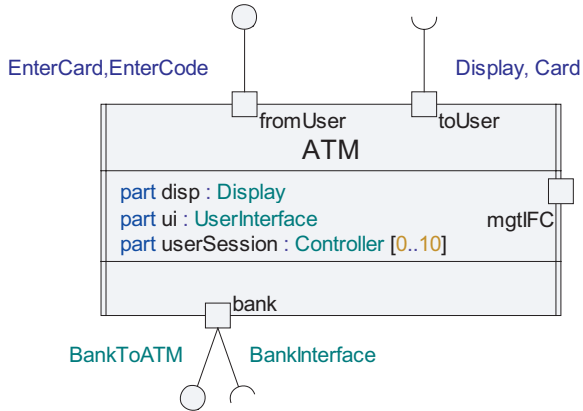 EnterCard,EnterCode
Display, Card
fromUser
toUser
ATM
part disp : Display
part ui : UserInterface
part userSession : Controller [0..10]
mgtIFC
bank
BankToATM
BankInterface